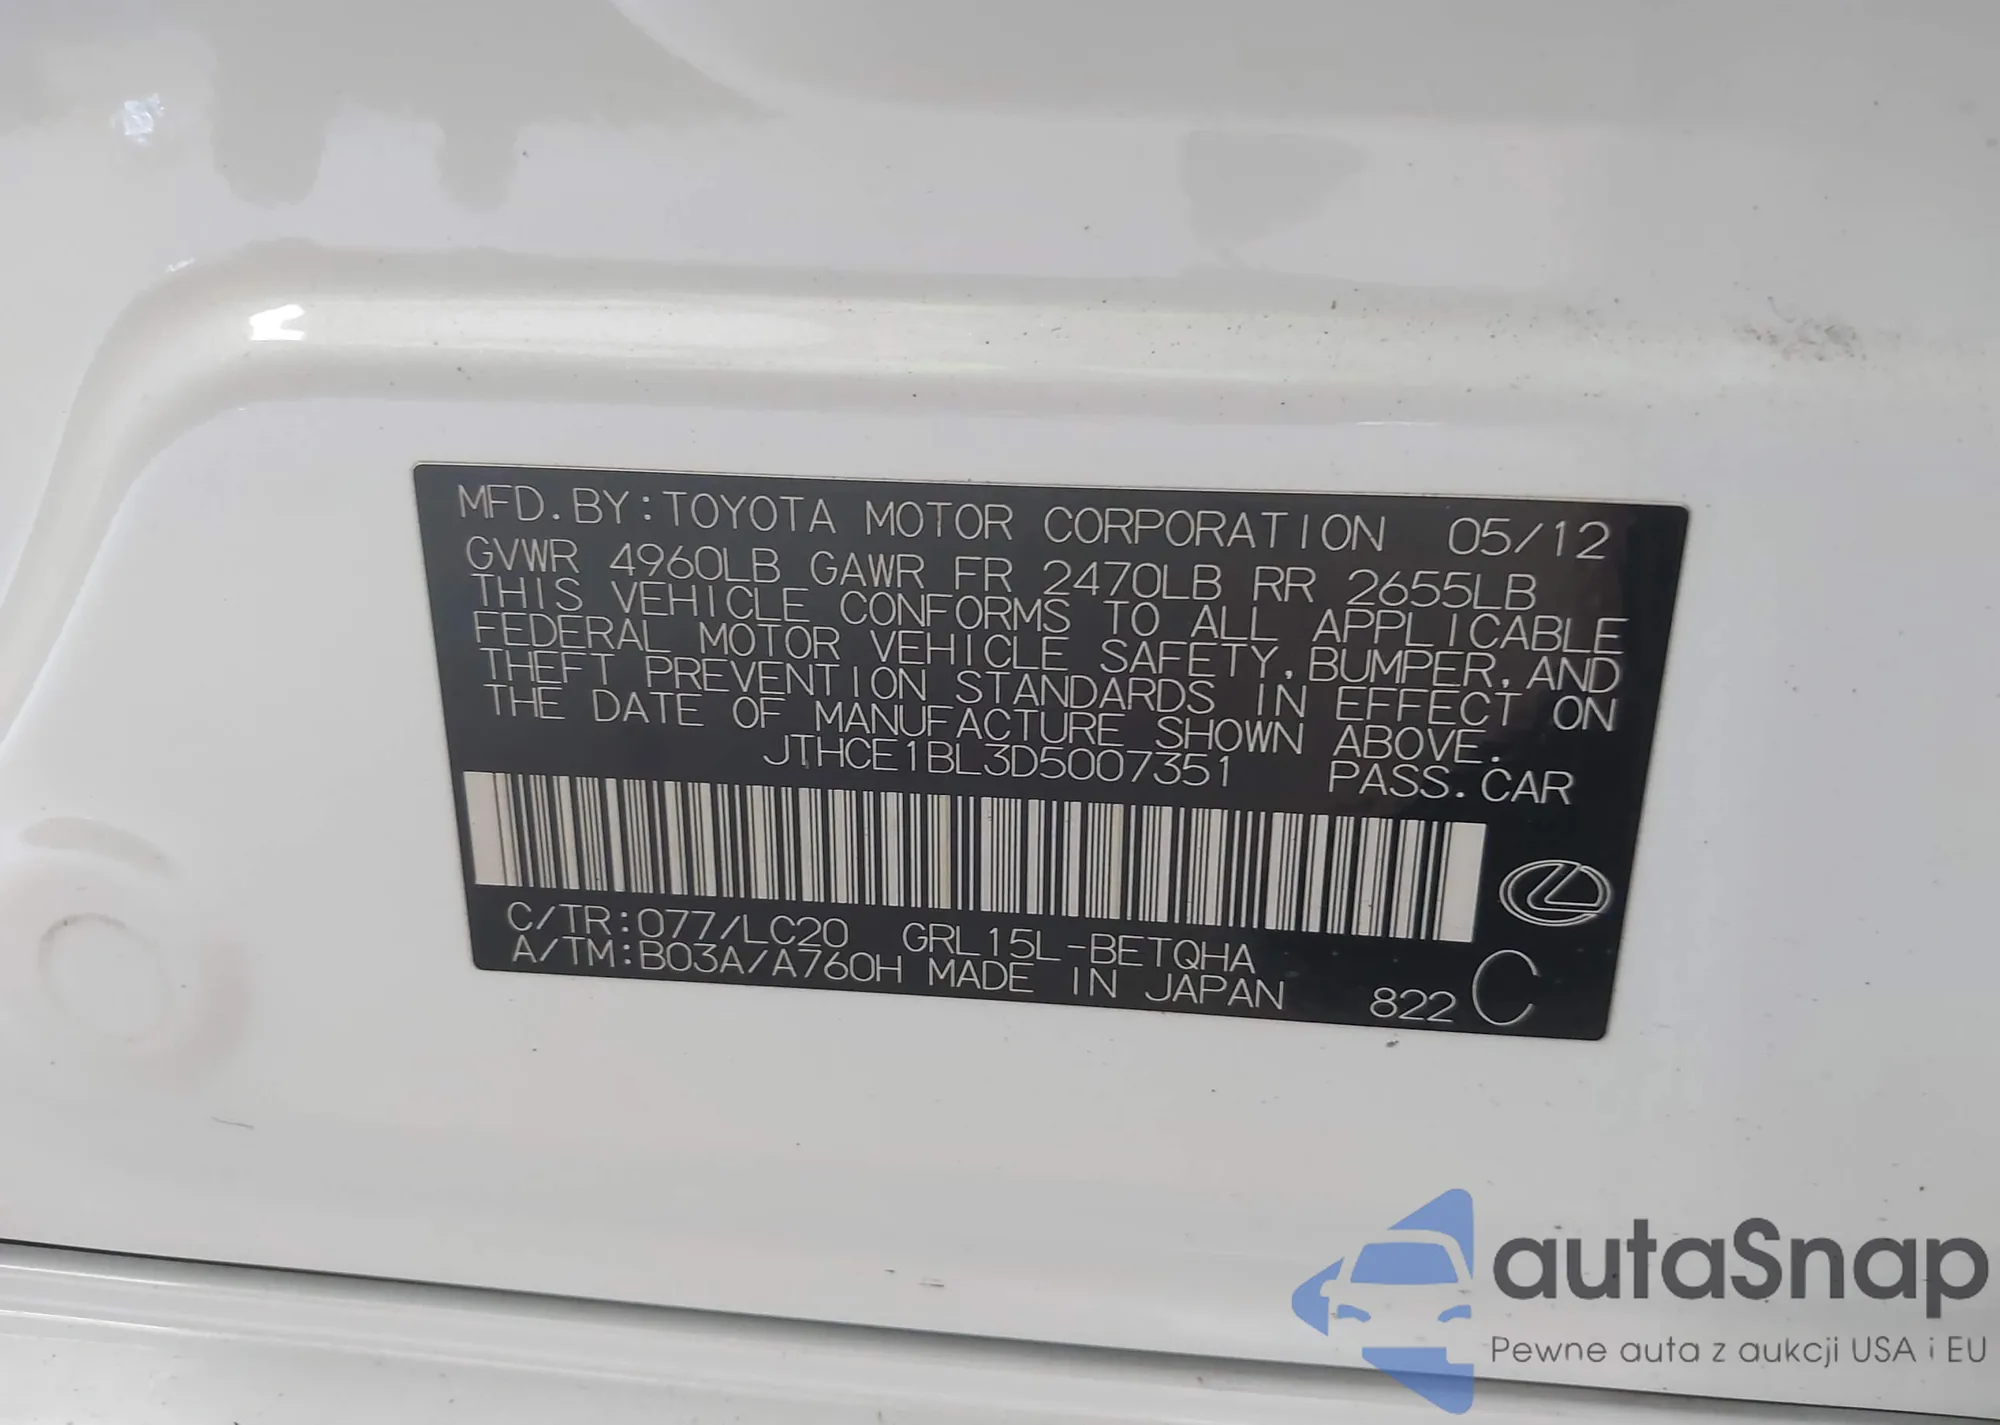 MFD. BY: TOYOTA MOTOR CORPORATION 05/12
GVWR 4960LB GAWR FR 2470LB RR 2655LB
THIS VEHICLE CONFORMS TO ALL APPLICABLE
FEDERAL MOTOR VEHICLE SAFETY, BUMPER, AND
THEFT PREVENTION STANDARDS IN EFFECT ON
THE DATE OF MANUFACTURE SHOWN ABOVE.
JTHCE1BL3D5007351 PASS. CAR
C/TR: 077/LC20 GRL15L-BETQHA
A/TM: B03A/A760H MADE IN JAPAN 822 C
autaSnap
Pewne auta z aukcji USA i EU